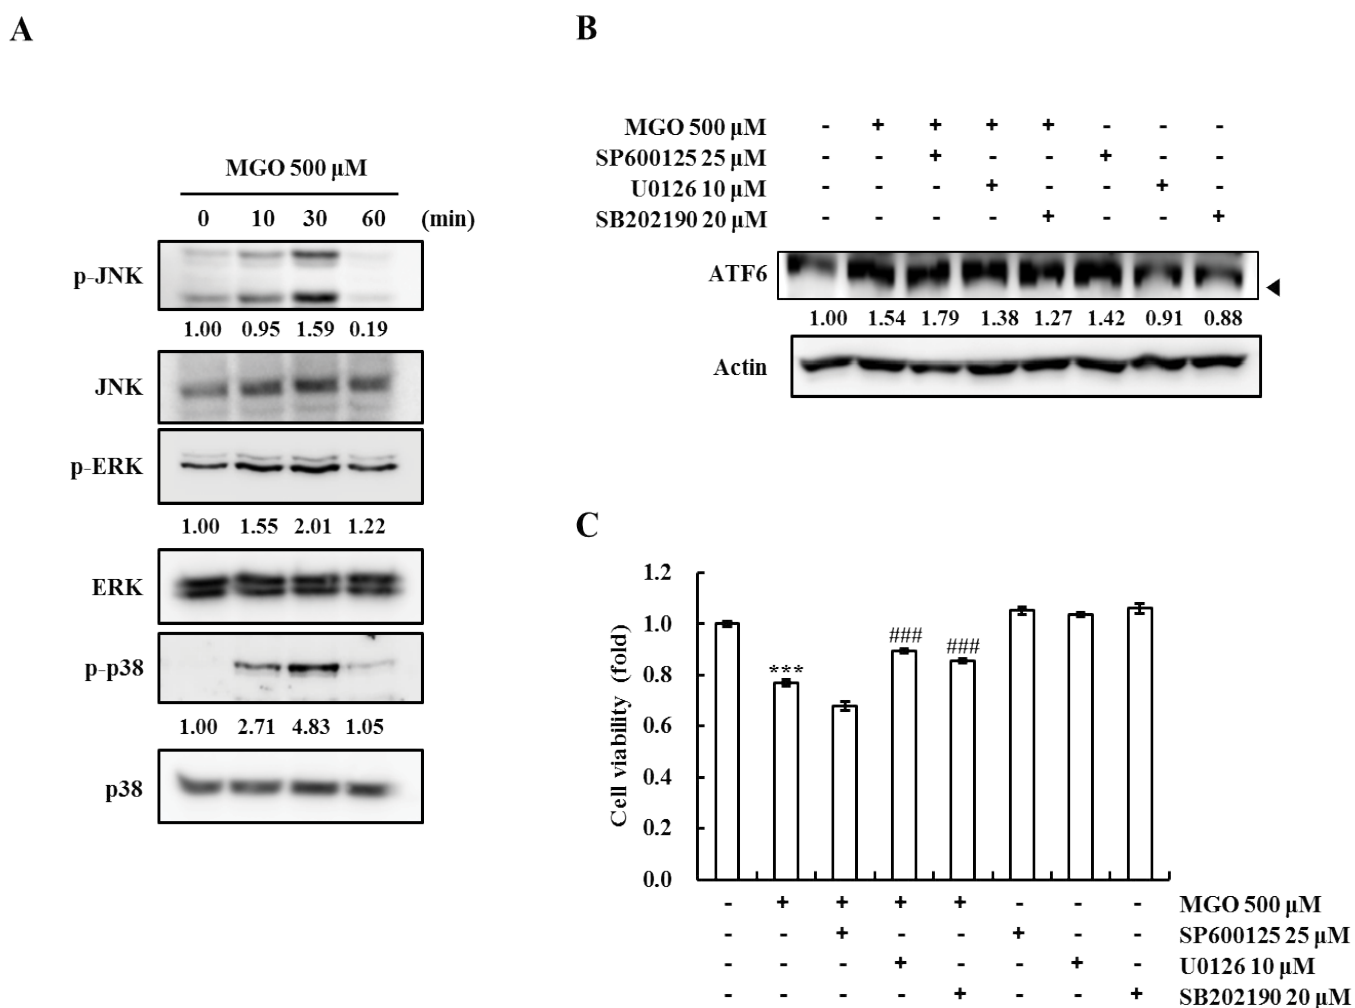 A
MGO 500 μM
0 10 30 60 (min)
p-JNK
1.00 0.95 1.59 0.19
JNK
p-ERK
1.00 1.55 2.01 1.22
ERK
p-p38
1.00 2.71 4.83 1.05
p38
B
MGO 500 μM - + + + + - - -
SP600125 25 μM - - + - - + - -
U0126 10 μM - - - + - - + -
SB202190 20 μM - - - - + - - +
ATF6
1.00 1.54 1.79 1.38 1.27 1.42 0.91 0.88
Actin
C
Cell viability (fold)
1.2
1.0
0.8
0.6
0.4
0.2
0.0
*** ### ###
- + + + + - - - MGO 500 μM
- - + - - + - - SP600125 25 μM
- - - + - - + - U0126 10 μM
- - - - + - - + SB202190 20 μM